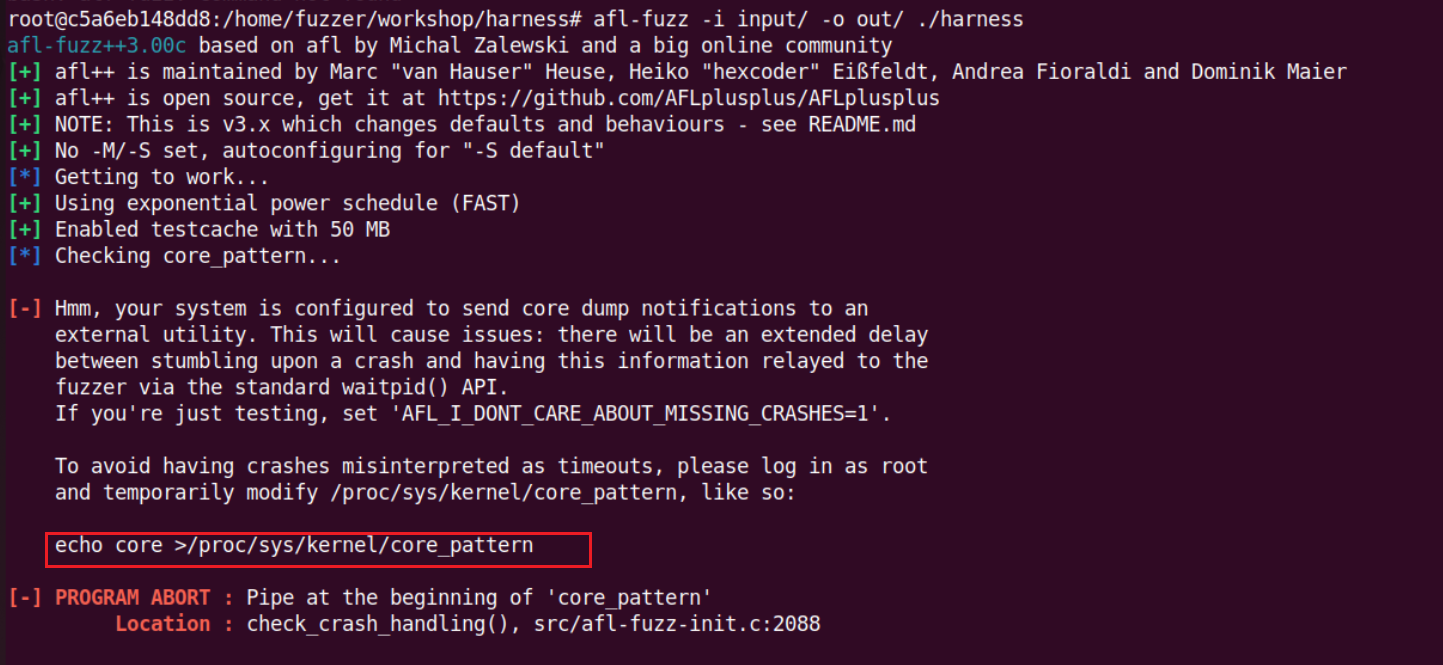 root@c5a6eb148dd8:/home/fuzzer/workshop/harness# afl-fuzz -i input/ -o out/ ./harness
afl-fuzz++3.00c based on afl by Michal Zalewski and a big online community
[+] afl++ is maintained by Marc "van Hauser" Heuse, Heiko "hexcoder" Eißfeldt, Andrea Fioraldi and Dominik Maier
[+] afl++ is open source, get it at https://github.com/AFLplusplus/AFLplusplus
[+] NOTE: This is v3.x which changes defaults and behaviours - see README.md
[+] No -M/-S set, autoconfiguring for "-S default"
[*] Getting to work...
[+] Using exponential power schedule (FAST)
[+] Enabled testcache with 50 MB
[*] Checking core_pattern...
[-] Hmm, your system is configured to send core dump notifications to an
external utility. This will cause issues: there will be an extended delay
between stumbling upon a crash and having this information relayed to the
fuzzer via the standard waitpid() API.
If you're just testing, set 'AFL_I_DONT_CARE_ABOUT_MISSING_CRASHES=1'.
To avoid having crashes misinterpreted as timeouts, please log in as root
and temporarily modify /proc/sys/kernel/core_pattern, like so:
echo core >/proc/sys/kernel/core_pattern
[-] PROGRAM ABORT : Pipe at the beginning of 'core_pattern'
Location : check_crash_handling(), src/afl-fuzz-init.c:2088